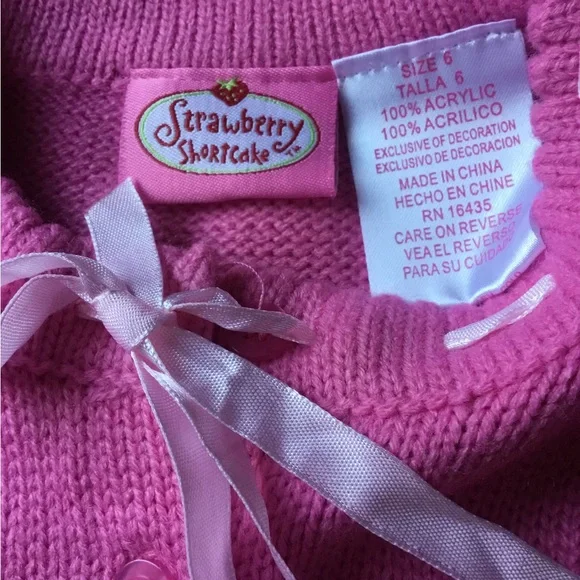 Strawberry
Shortcake
SIZE 6
TALLA 6
100% ACRYLIC
100% ACRILICO
EXCLUSIVE OF DECORATION
EXCLUSIVO DE DECORACION
MADE IN CHINA
HECHO EN CHINE
RN 16435
CARE ON REVERSE
VEA EL REVERSO
PARA SU CUIDA